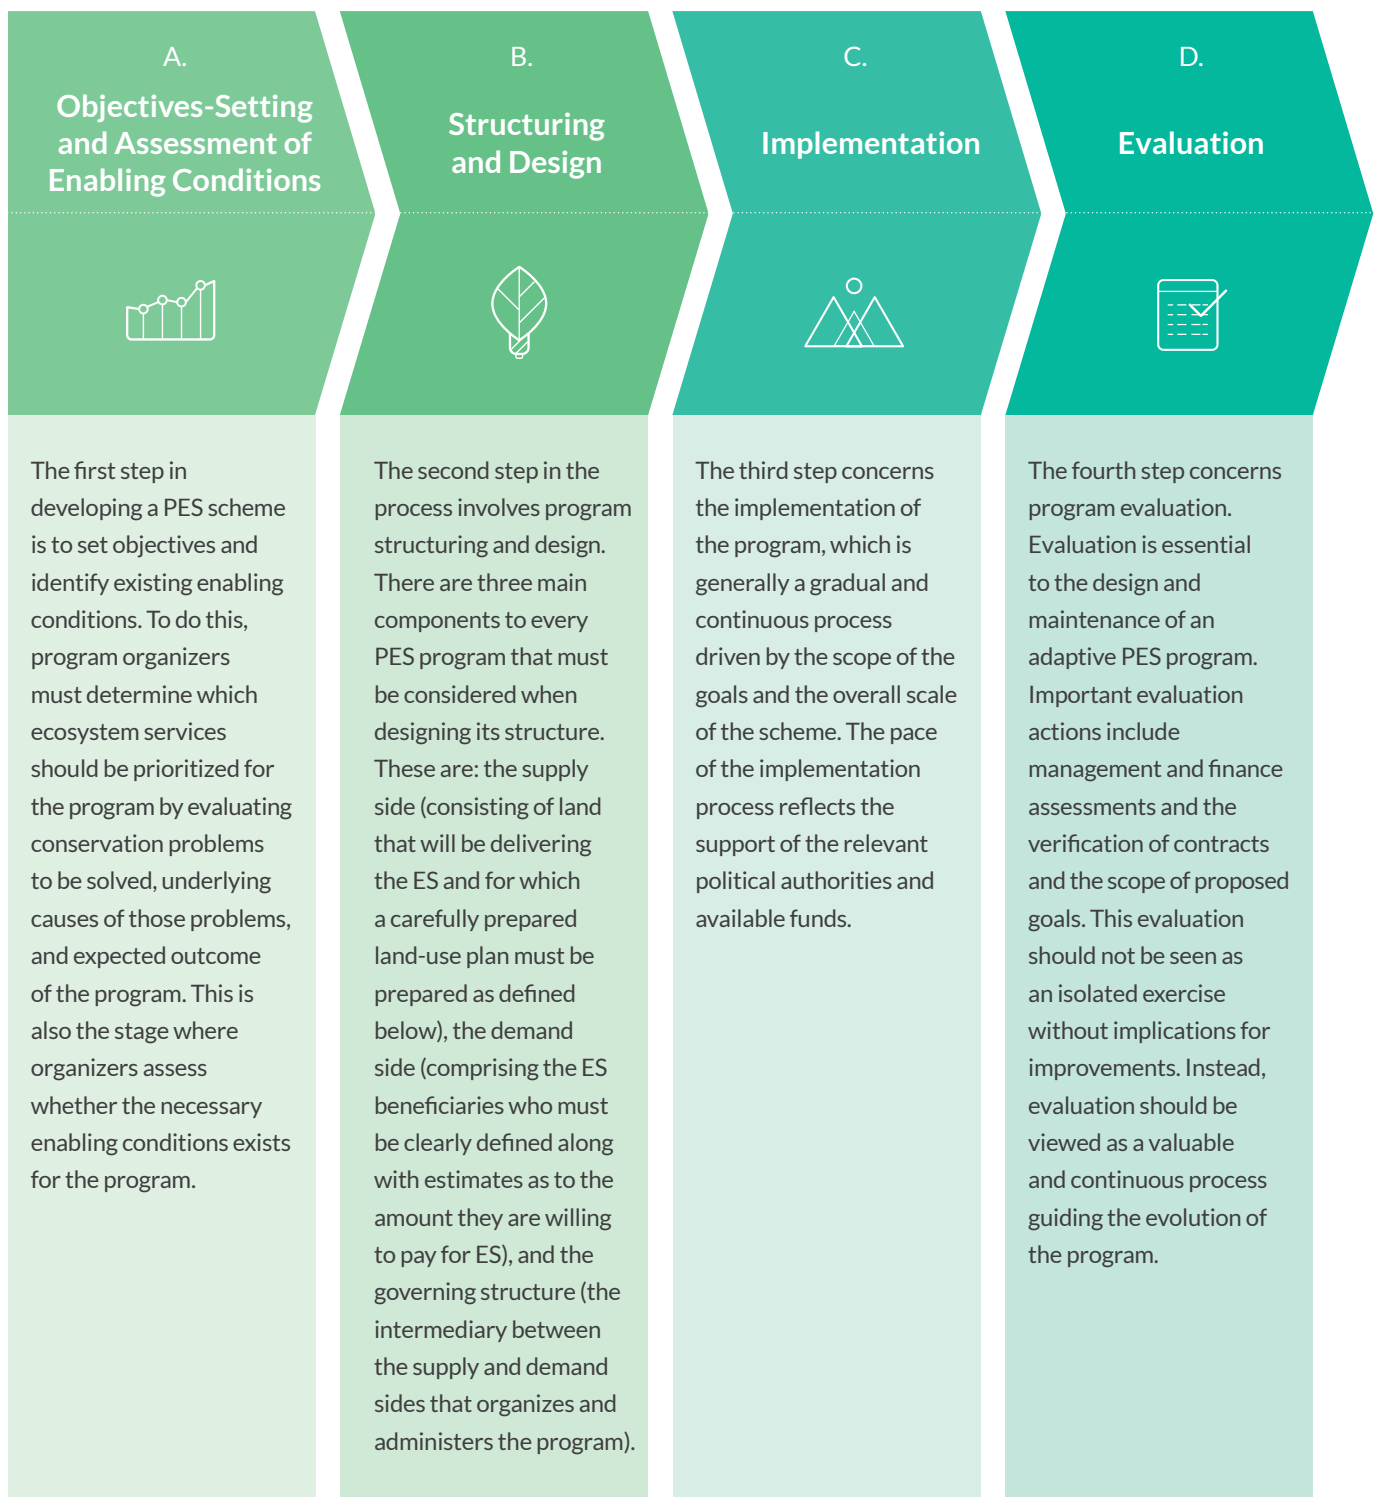 A.
Objectives-Setting
and Assessment of
Enabling Conditions
The first step in
developing a PES scheme
is to set objectives and
identify existing enabling
conditions. To do this,
program organizers
must determine which
ecosystem services
should be prioritized for
the program by evaluating
conservation problems
to be solved, underlying
causes of those problems,
and expected outcome
of the program. This is
also the stage where
organizers assess
whether the necessary
enabling conditions exists
for the program.
B.
Structuring
and Design
The second step in the
process involves program
structuring and design.
There are three main
components to every
PES program that must
be considered when
designing its structure.
These are: the supply
side (consisting of land
that will be delivering
the ES and for which
a carefully prepared
land-use plan must be
prepared as defined
below), the demand
side (comprising the ES
beneficiaries who must
be clearly defined along
with estimates as to the
amount they are willing
to pay for ES), and the
governing structure (the
intermediary between
the supply and demand
sides that organizes and
administers the program).
C.
Implementation
The third step concerns
the implementation of
the program, which is
generally a gradual and
continuous process
driven by the scope of the
goals and the overall scale
of the scheme. The pace
of the implementation
process reflects the
support of the relevant
political authorities and
available funds.
D.
Evaluation
The fourth step concerns
program evaluation.
Evaluation is essential
to the design and
maintenance of an
adaptive PES program.
Important evaluation
actions include
management and finance
assessments and the
verification of contracts
and the scope of proposed
goals. This evaluation
should not be seen as
an isolated exercise
without implications for
improvements. Instead,
evaluation should be
viewed as a valuable
and continuous process
guiding the evolution of
the program.